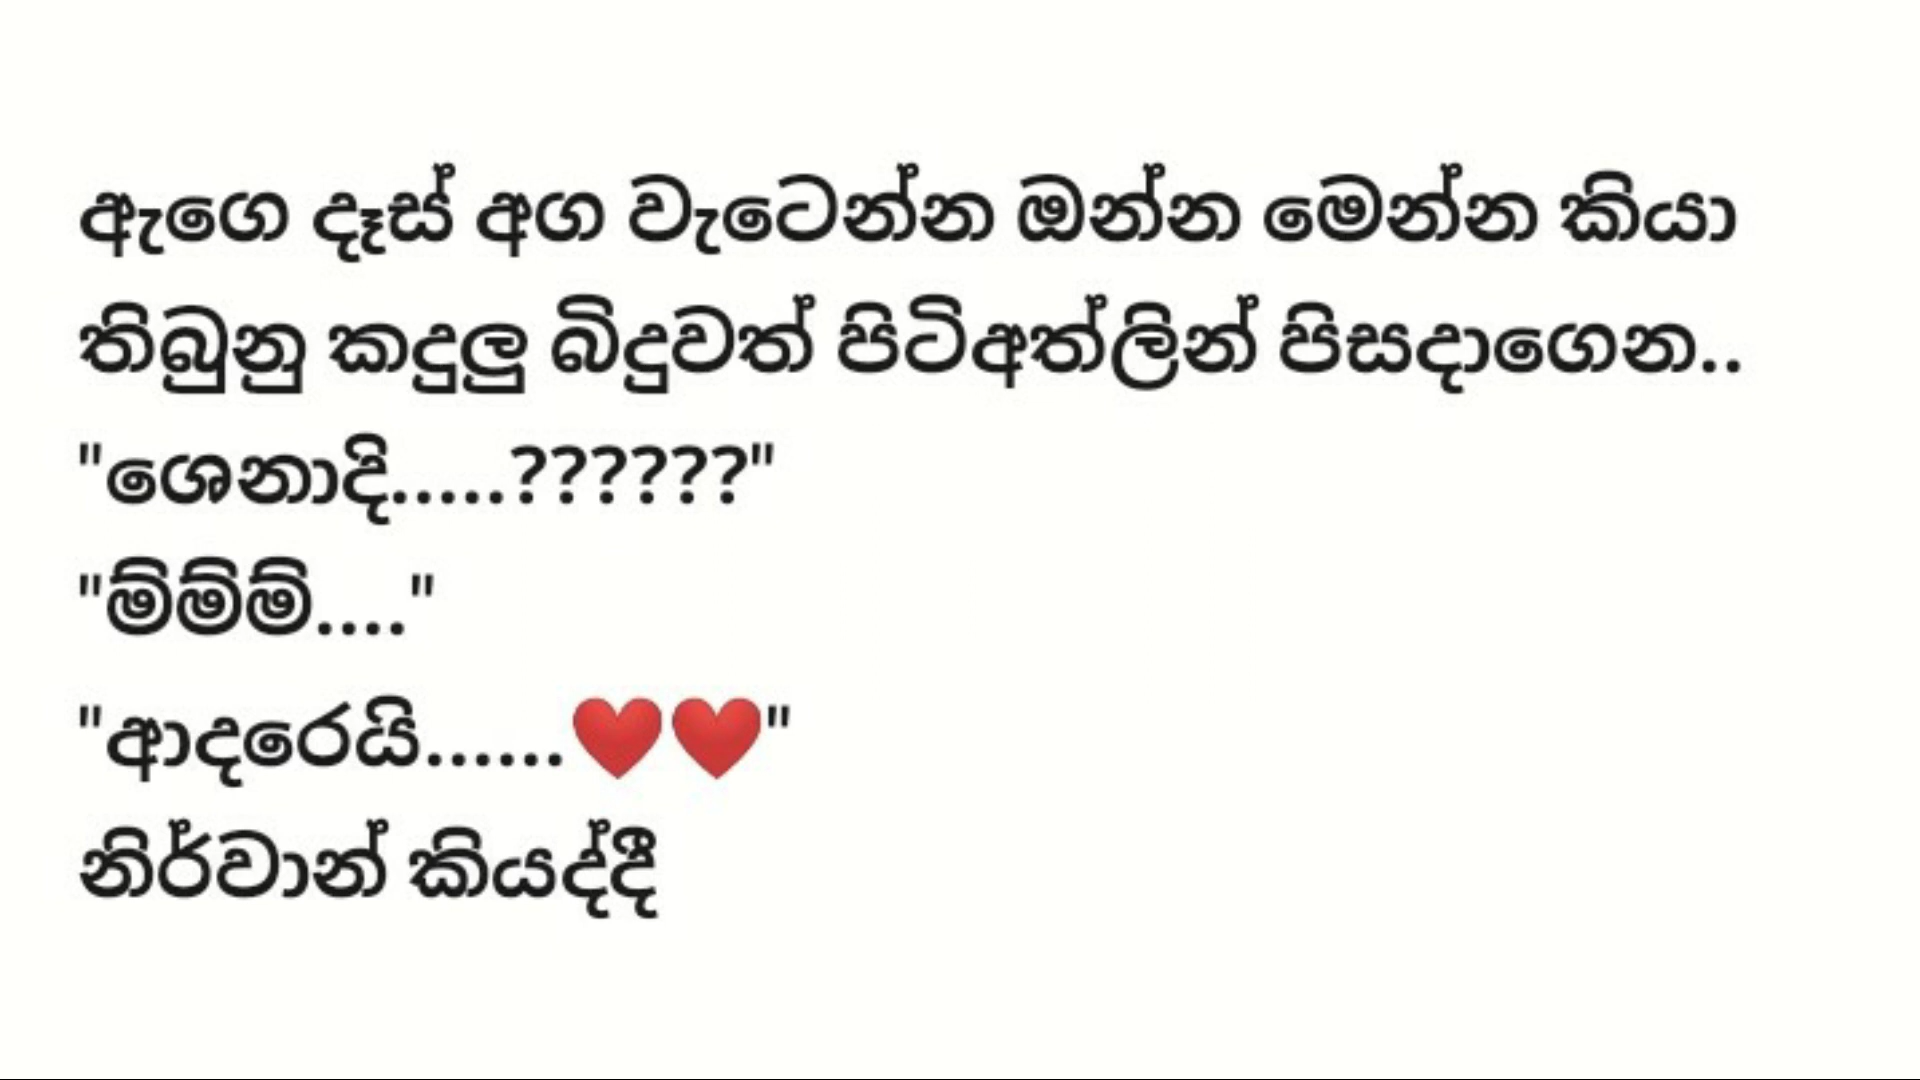 ඇගෙ දෑස් අග වැටෙන්න ඔන්න මෙන්න කියා
තිබුනු කදුලු බිදුවත් පිටිඅත්ලින් පිසදාගෙන..
"ශෙනාදි.....??????"
"ම්ම්ම්...."
"ආදරෙයි......❤️❤️"
නිර්වාන් කියද්දී